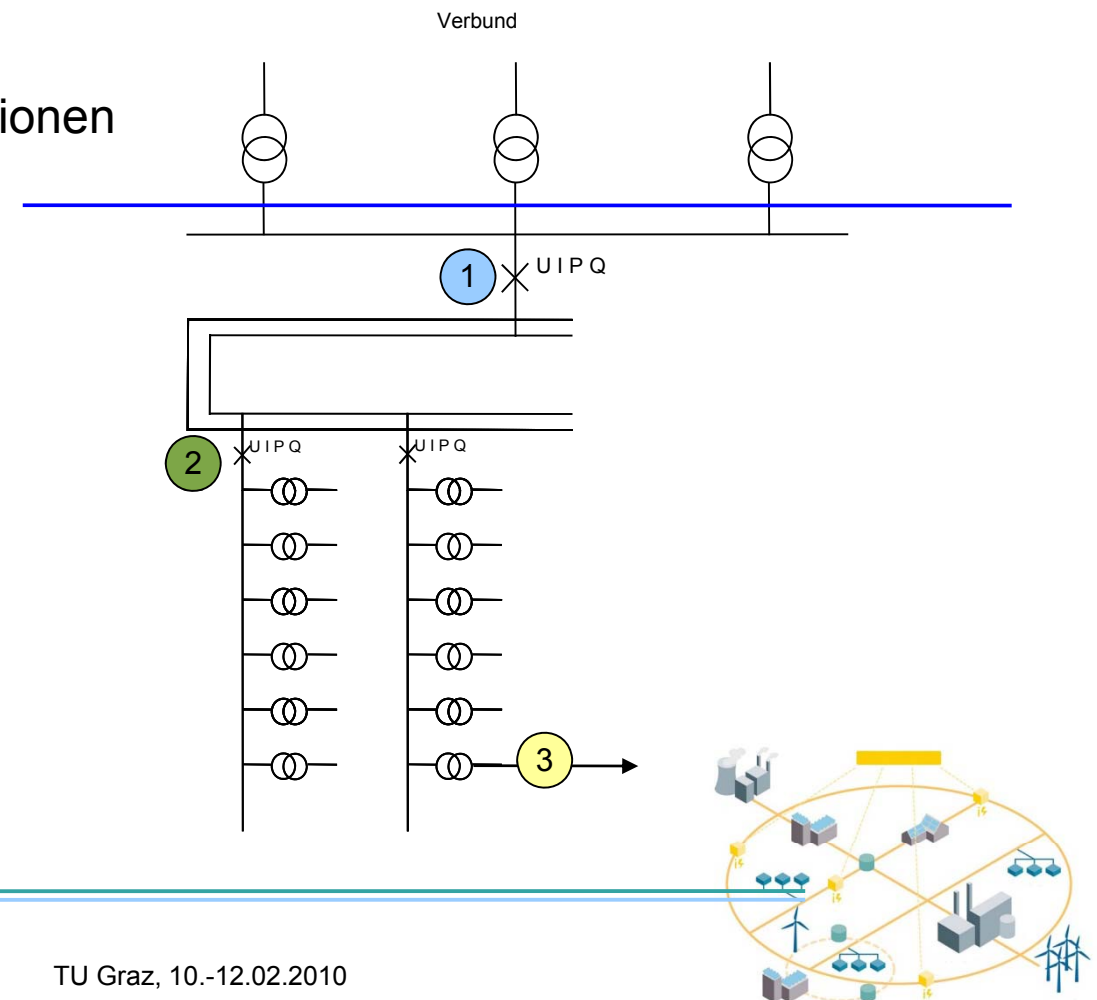 Verbund
ionen
U I P Q
1
U I P Q
U I P Q
2
3
TU Graz, 10.-12.02.2010